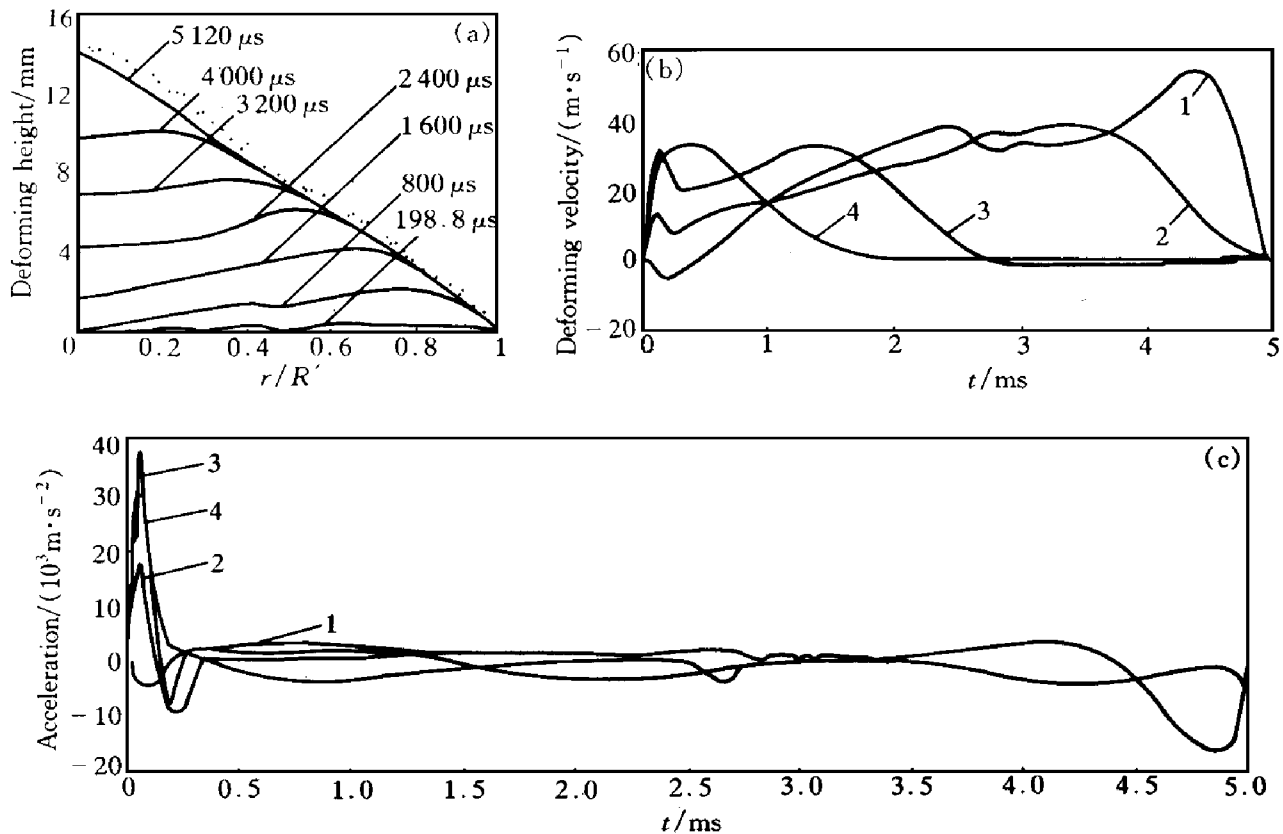 (a)
Deforming height/mm
16
12
8
4
0
5 120 μs
4 000 μs
3 200 μs
2 400 μs
1 600 μs
800 μs
198.8 μs
0 0.2 0.4 0.6 0.8 1
r/R′
(b)
Deforming velocity/(m·s⁻¹)
60
40
20
0
−20
1
2
3
4
0 1 2 3 4 5
t/ms
(c)
Acceleration/(10³m·s⁻²)
40
30
20
10
0
−10
−20
3
4
2
1
0 0.5 1.0 1.5 2.0 2.5 3.0 3.5 4.0 4.5 5.0
t/ms